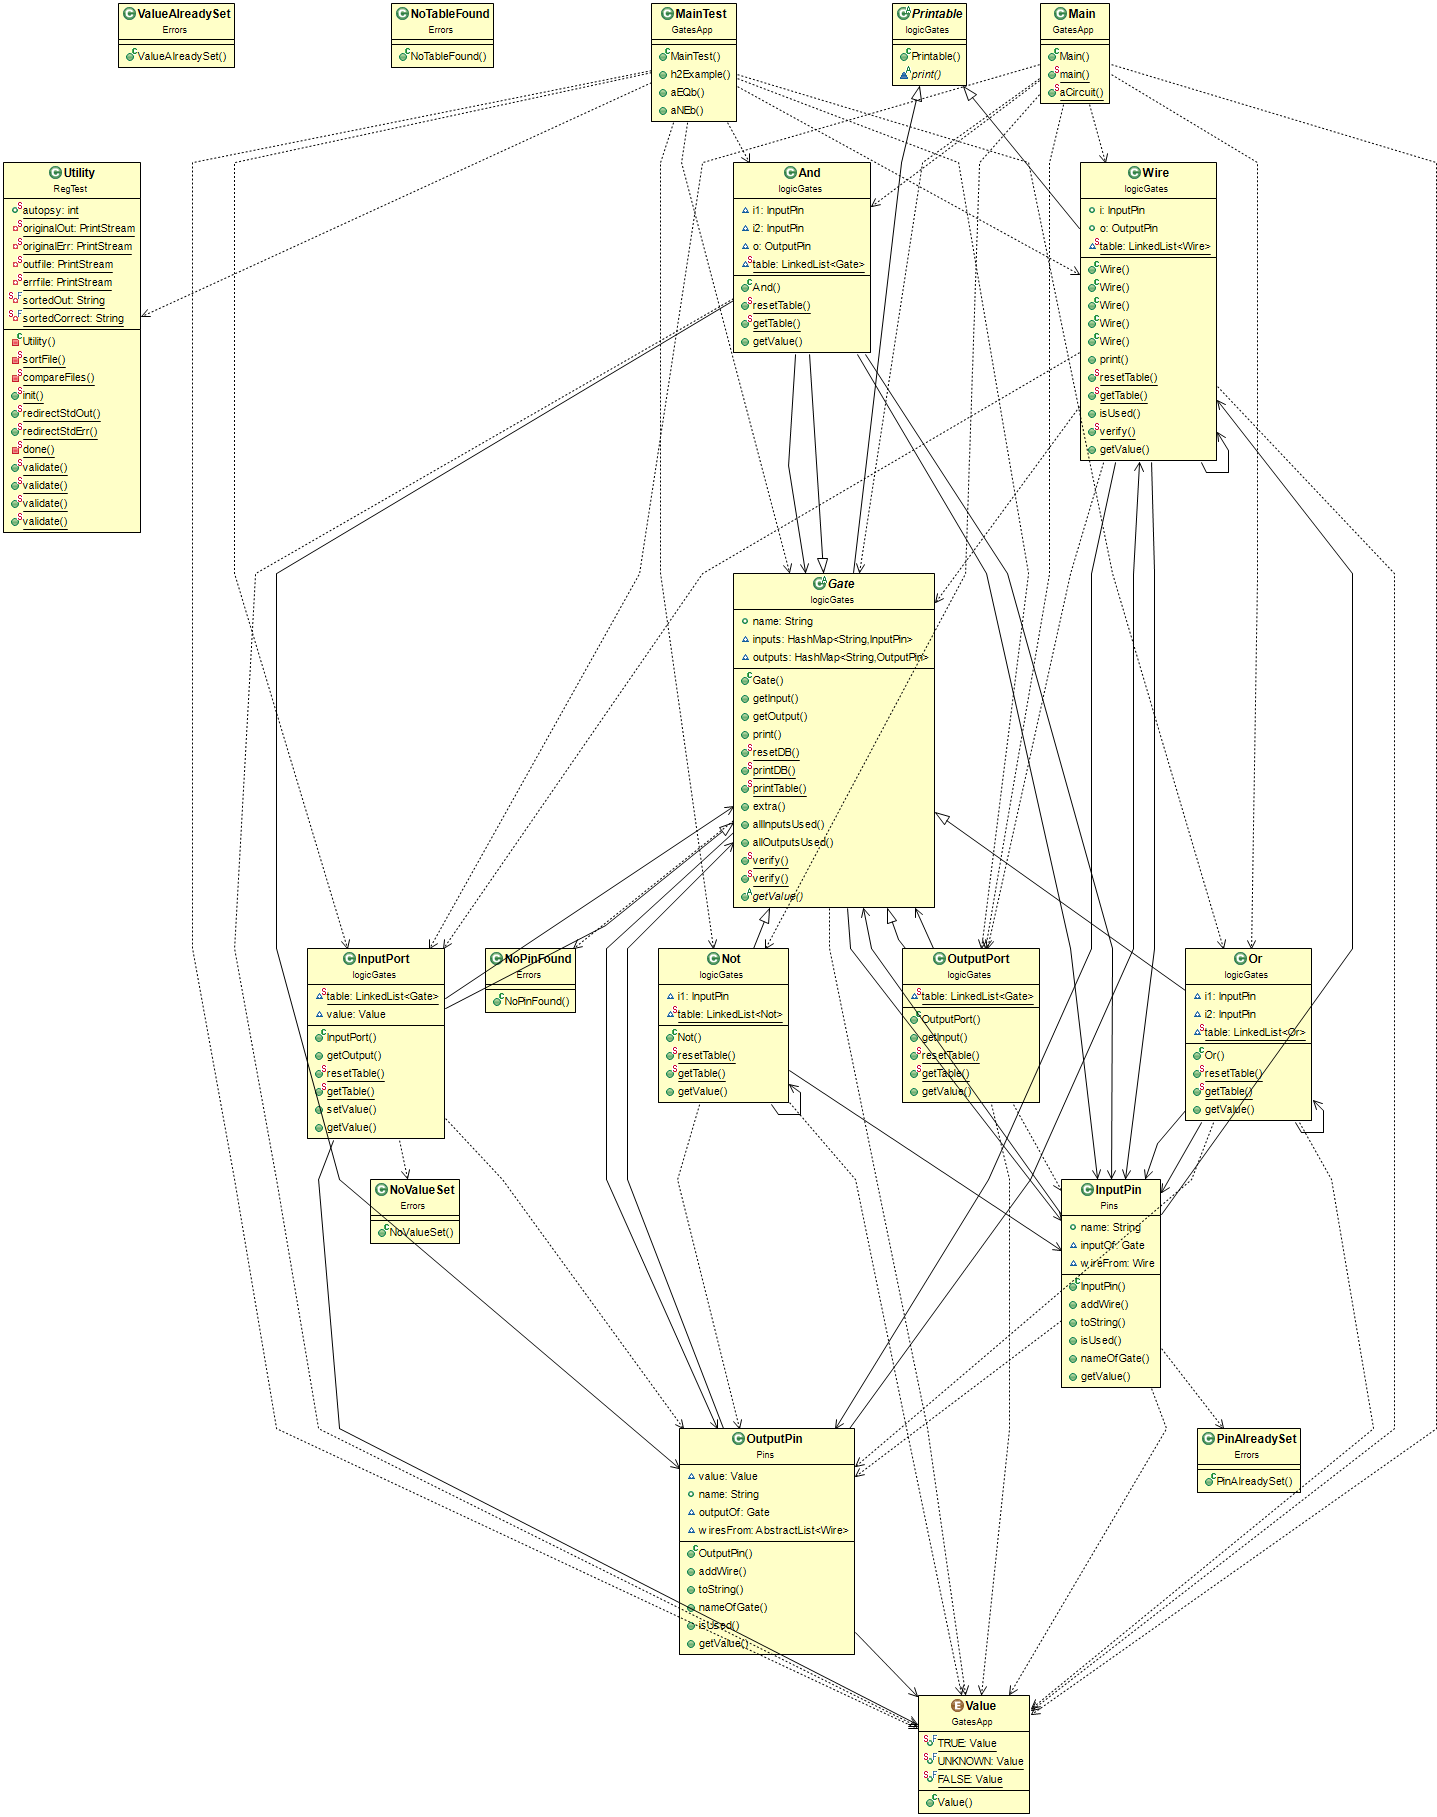 ValueAlreadySet
Errors
ValueAlreadySet()
NoTableFound
Errors
NoTableFound()
MainTest
GatesApp
MainTest()
h2Example()
aEQb()
aNEb()
Printable
logicGates
Printable()
print()
Main
GatesApp
Main()
main()
aCircuit()
Utility
RegTest
autopsy: int
originalOut: PrintStream
originalErr: PrintStream
outfile: PrintStream
errfile: PrintStream
sortedOut: String
sortedCorrect: String
Utility()
sortFile()
compareFiles()
init()
redirectStdOut()
redirectStdErr()
done()
validate()
validate()
validate()
validate()
And
logicGates
i1: InputPin
i2: InputPin
o: OutputPin
table: LinkedList<Gate>
And()
resetTable()
getTable()
getValue()
Wire
logicGates
i: InputPin
o: OutputPin
table: LinkedList<Wire>
Wire()
Wire()
Wire()
Wire()
Wire()
print()
resetTable()
getTable()
isUsed()
verify()
getValue()
Gate
logicGates
name: String
inputs: HashMap<String,InputPin>
outputs: HashMap<String,OutputPin>
Gate()
getInput()
getOutput()
print()
resetDB()
printDB()
printTable()
extra()
allInputsUsed()
allOutputsUsed()
verify()
verify()
getValue()
InputPort
logicGates
table: LinkedList<Gate>
value: Value
InputPort()
getOutput()
resetTable()
getTable()
setValue()
getValue()
NoPinFound
Errors
NoPinFound()
Not
logicGates
i1: InputPin
table: LinkedList<Not>
Not()
resetTable()
getTable()
getValue()
OutputPort
logicGates
table: LinkedList<Gate>
OutputPort()
getInput()
resetTable()
getTable()
getValue()
Or
logicGates
i1: InputPin
i2: InputPin
table: LinkedList<Or>
Or()
resetTable()
getTable()
getValue()
NoValueSet
Errors
NoValueSet()
InputPin
Pins
name: String
inputOf: Gate
wireFrom: Wire
InputPin()
addWire()
toString()
isUsed()
nameOfGate()
getValue()
OutputPin
Pins
value: Value
name: String
outputOf: Gate
wiresFrom: AbstractList<Wire>
OutputPin()
addWire()
toString()
nameOfGate()
isUsed()
getValue()
PinAlreadySet
Errors
PinAlreadySet()
Value
GatesApp
TRUE: Value
UNKNOWN: Value
FALSE: Value
Value()